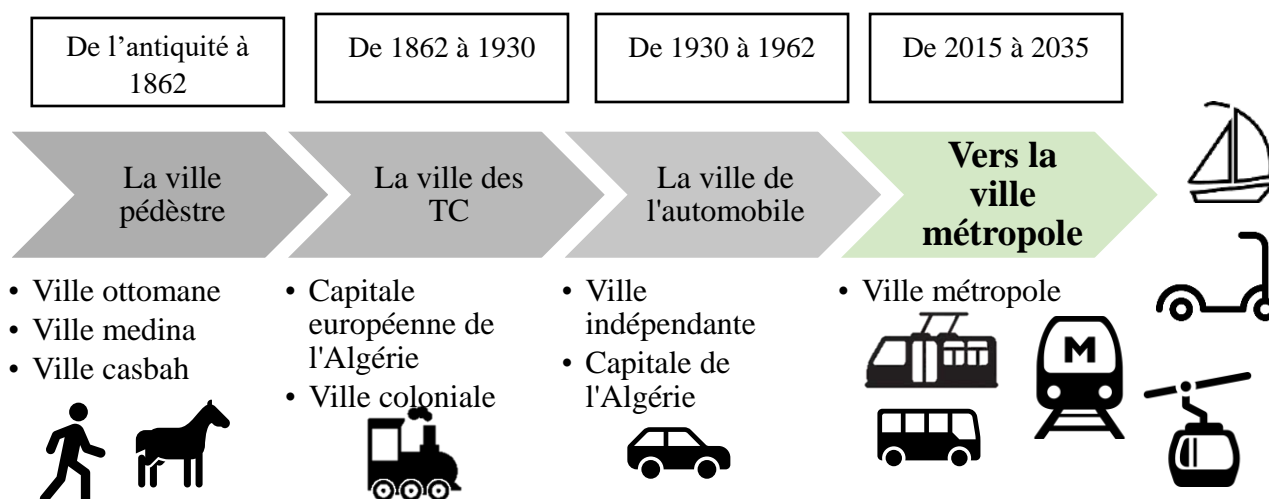 De l’antiquité à
1862
De 1862 à 1930
De 1930 à 1962
De 2015 à 2035
La ville
pédèstre
La ville des
TC
La ville de
l'automobile
Vers la
ville
métropole
• Ville ottomane
• Ville medina
• Ville casbah
• Capitale
européenne de
l'Algérie
• Ville coloniale
• Ville
indépendante
• Capitale de
l'Algérie
• Ville métropole
M